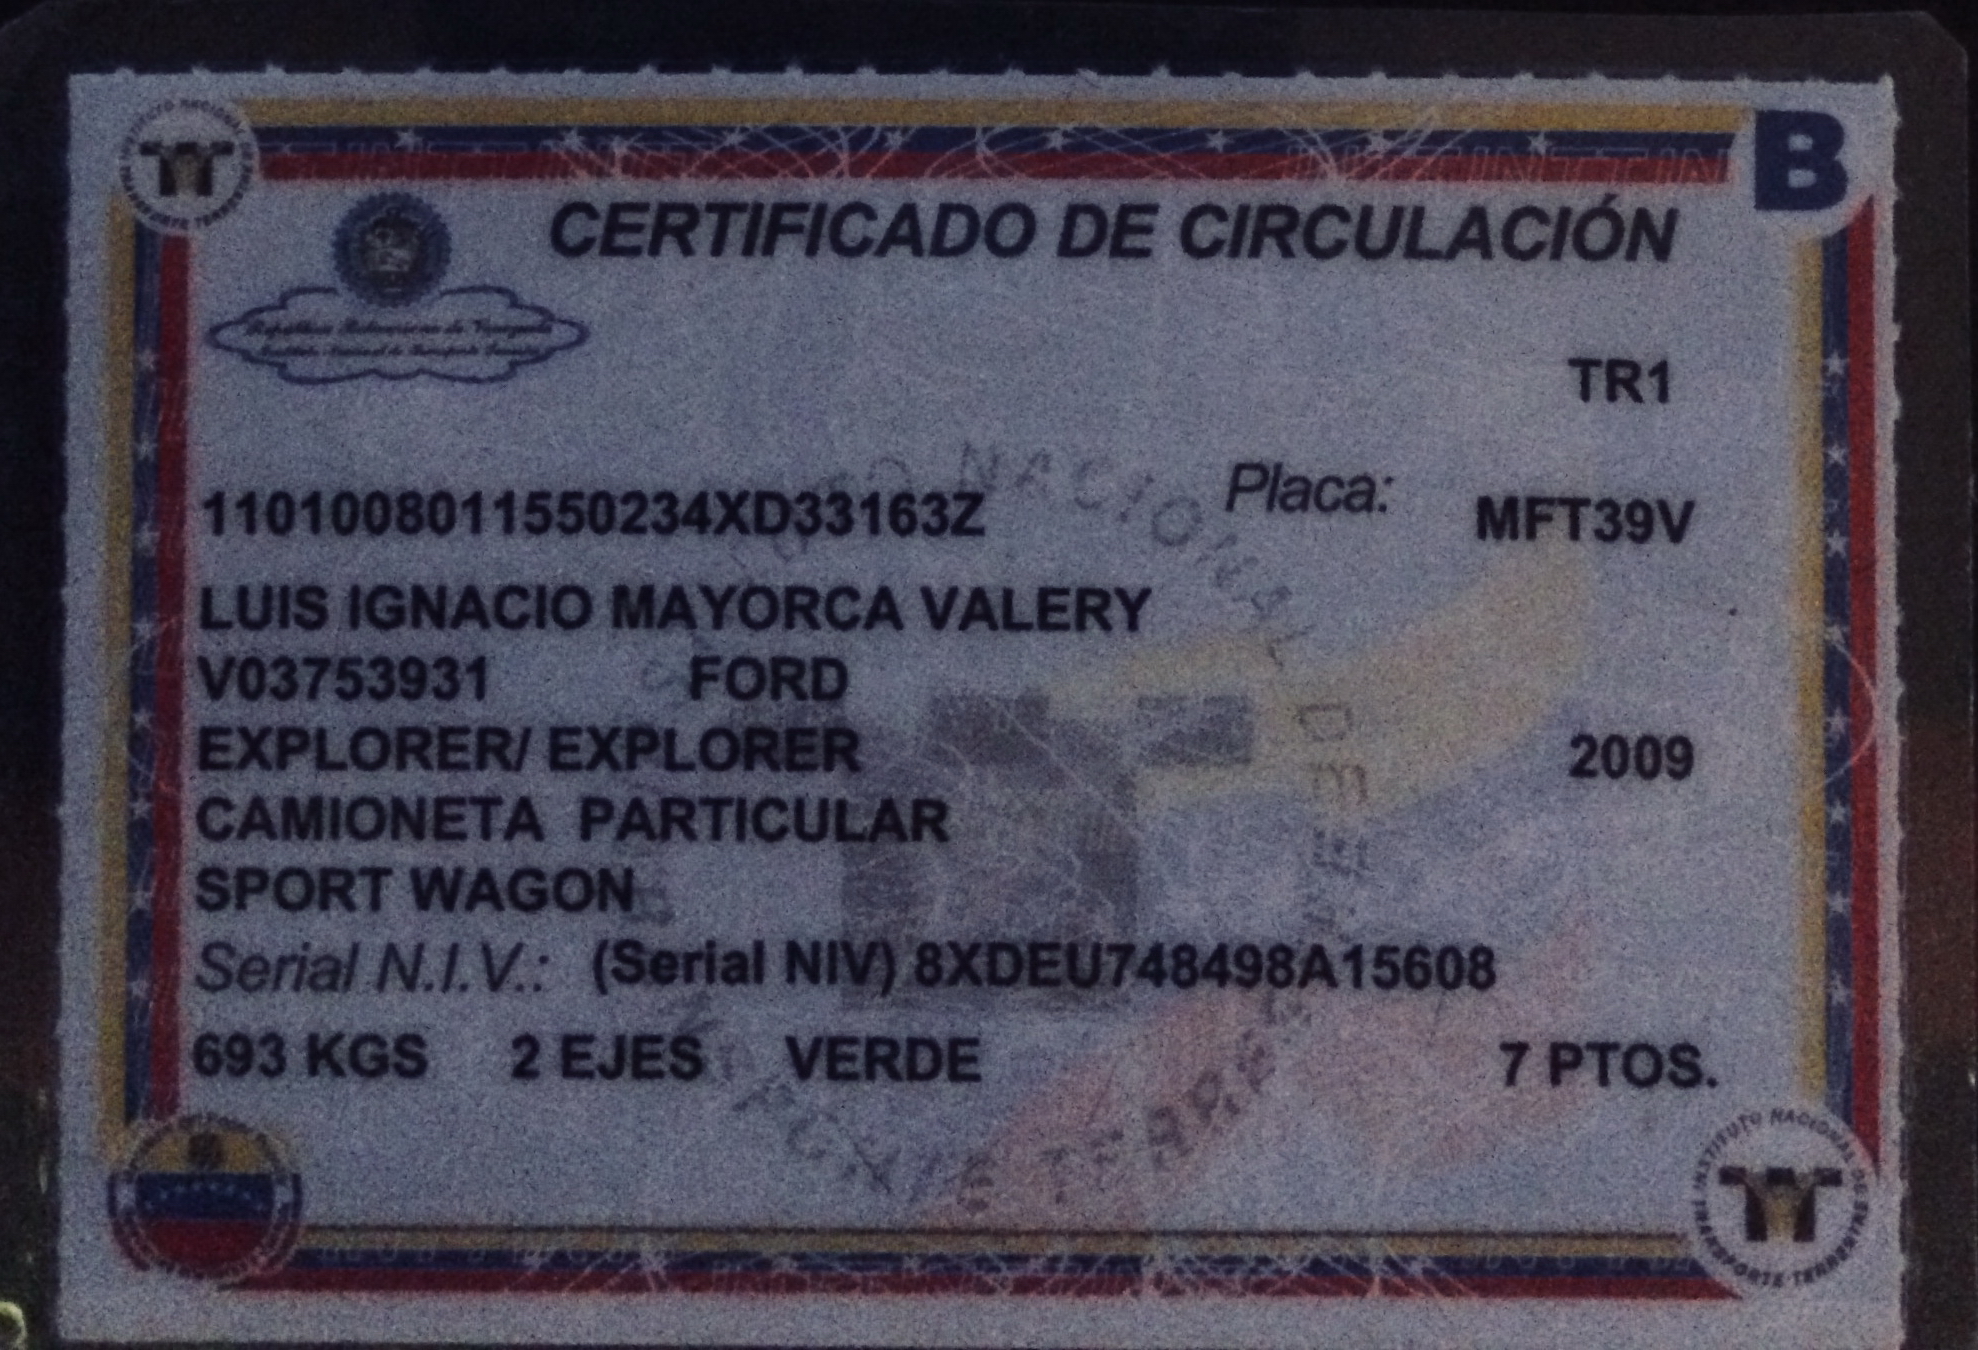 B
CERTIFICADO DE CIRCULACIÓN
República Bolivariana de Venezuela
TR1
1101008011550234XD33163Z Placa: MFT39V
LUIS IGNACIO MAYORCA VALERY
V03753931 FORD
EXPLORER/ EXPLORER 2009
CAMIONETA PARTICULAR
SPORT WAGON
Serial N.I.V.: (Serial NIV) 8XDEU748498A15608
693 KGS 2 EJES VERDE 7 PTOS.
INSTITUTO NACIONAL DE TRANSPORTE TERRESTRE